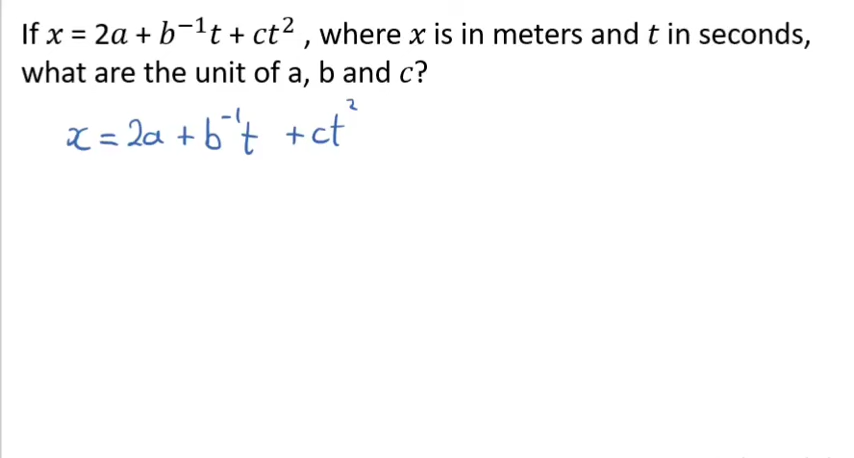 If x = 2a + b⁻¹t + ct² , where x is in meters and t in seconds,
what are the unit of a, b and c?
x = 2a + b⁻¹t + ct²